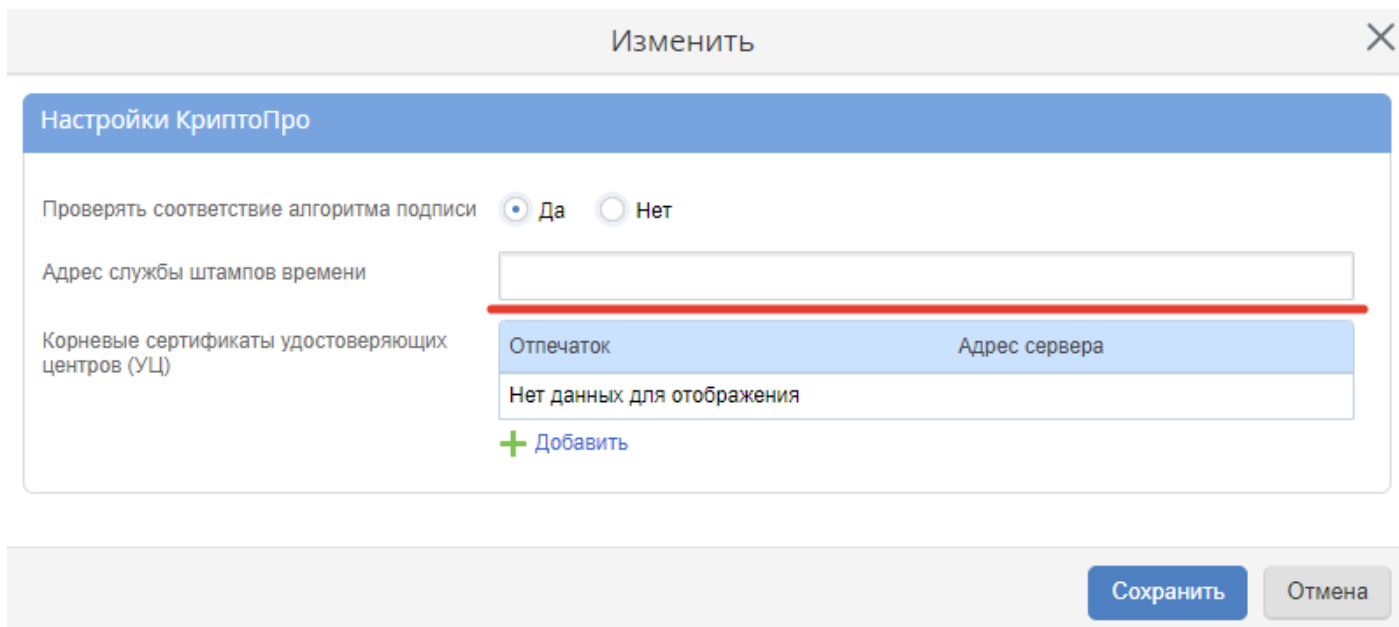 Изменить
Настройки КриптоПро
Проверять соответствие алгоритма подписи Да Нет
Адрес службы штампов времени
Корневые сертификаты удостоверяющих
центров (УЦ)
Отпечаток Адрес сервера
Нет данных для отображения
Добавить
Сохранить Отмена